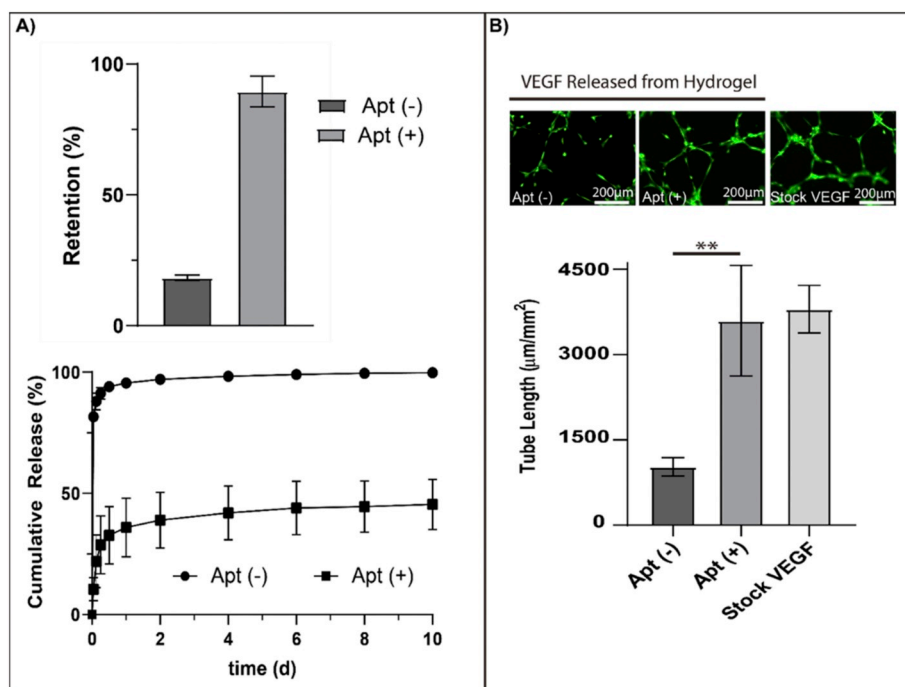 A)
100
50
0
Retention (%)
Apt (-)
Apt (+)
100
50
0
Cumulative Release (%)
Apt (-) Apt (+)
0 2 4 6 8 10
time (d)
B)
VEGF Released from Hydrogel
Apt (-) 200μm
Apt (+) 200μm
Stock VEGF 200μm
**
4500
3000
1500
0
Tube Length (μm/mm²)
Apt (-)
Apt (+)
Stock VEGF